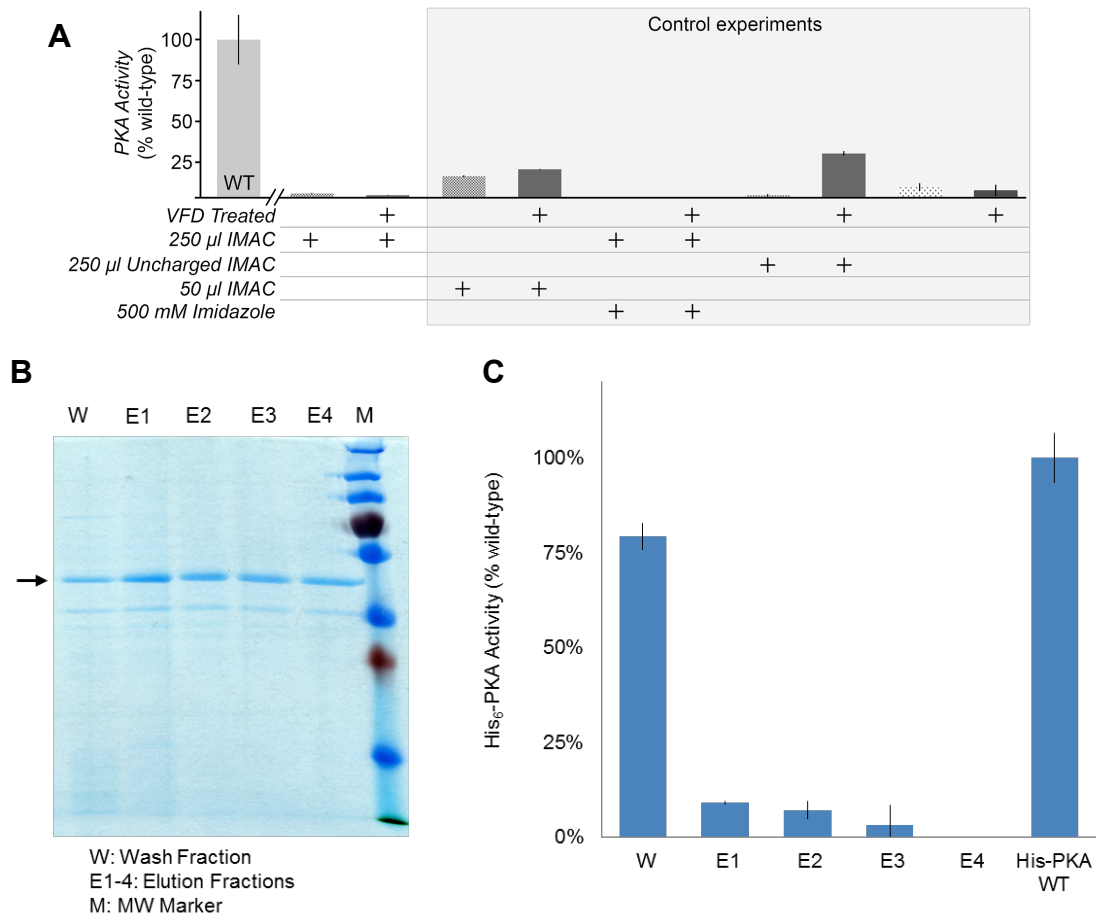 A
Control experiments
PKA Activity
(% wild-type)
100
75
50
25
WT
VFD Treated + + + + +
250 µl IMAC + + + +
250 µl Uncharged IMAC + +
50 µl IMAC + +
500 mM Imidazole + +
B
W E1 E2 E3 E4 M
W: Wash Fraction
E1-4: Elution Fractions
M: MW Marker
C
His6-PKA Activity (% wild-type)
100%
75%
50%
25%
0%
W E1 E2 E3 E4 His-PKA
WT